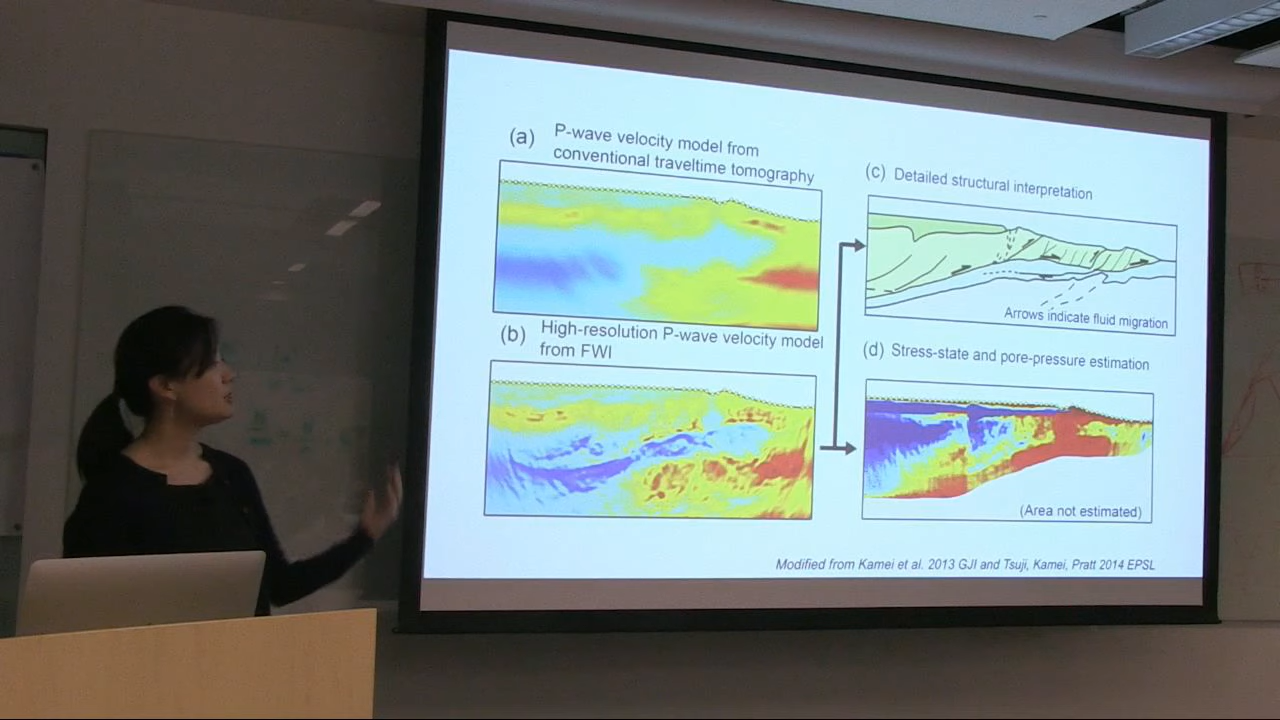 (a) P-wave velocity model from
conventional traveltime tomography
(b) High-resolution P-wave velocity model
from FWI
(c) Detailed structural interpretation
Arrows indicate fluid migration
(d) Stress-state and pore-pressure estimation
(Area not estimated)
Modified from Kamei et al. 2013 GJI and Tsuji, Kamei, Pratt 2014 EPSL